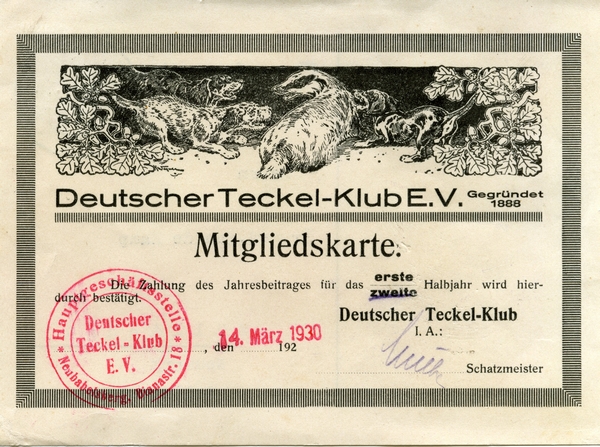 Deutscher Teckel-Klub E.V. Gegründet 1888
Mitgliedskarte.
Die Zahlung des Jahresbeitrages für das erste zweite Halbjahr wird hier-
durch bestätigt.
Deutscher Teckel-Klub
I. A.:
, den 14. März 1930 192
Schatzmeister
* Hauptgeschäftsstelle *
Deutscher
Teckel-Klub
E. V.
Neubabelsberg, Dianastr. 18